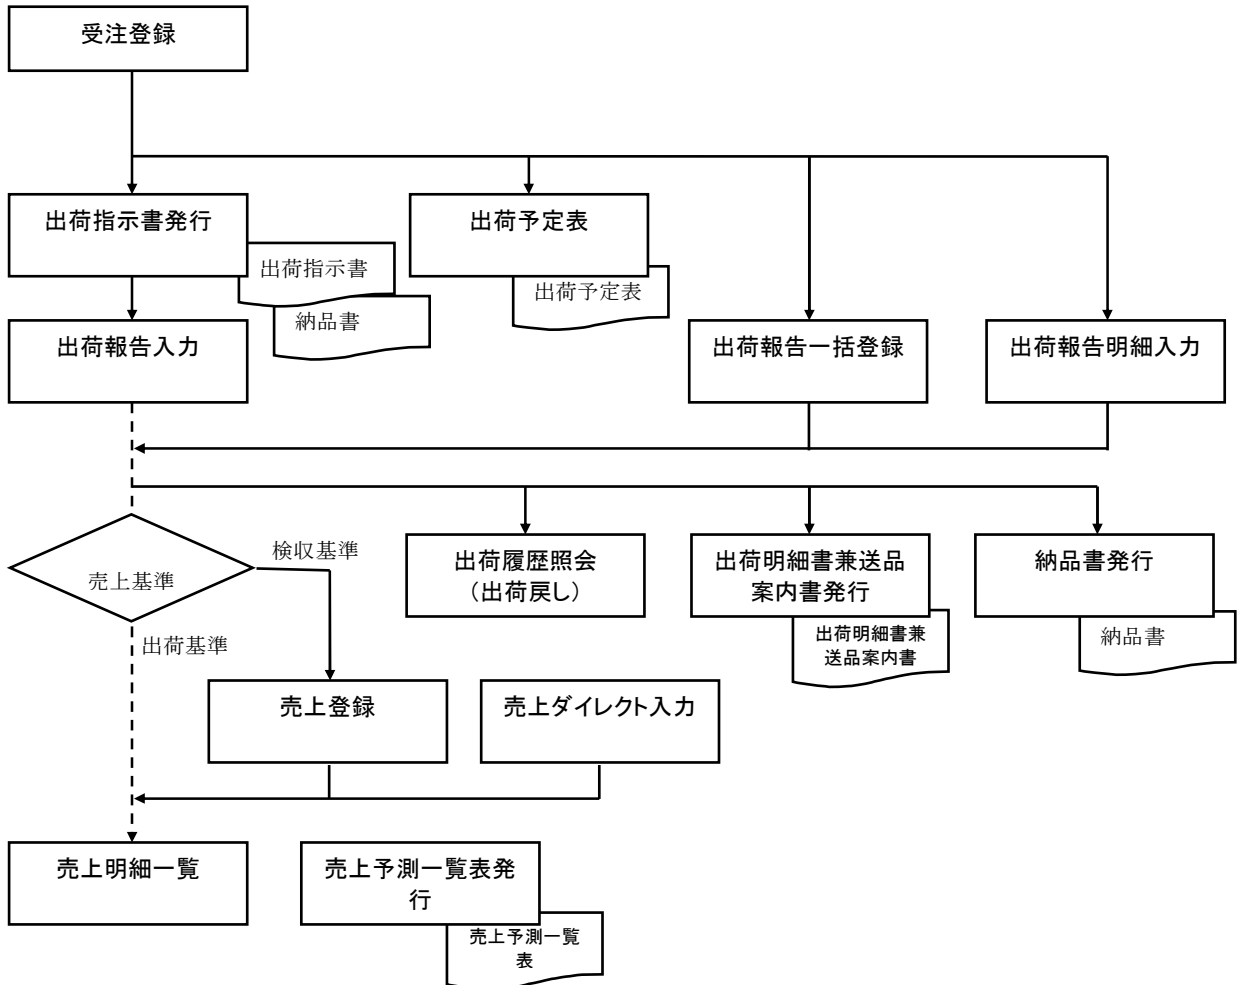 受注登録
出荷指示書発行
出荷予定表
出荷指示書
出荷予定表
納品書
出荷報告入力
出荷報告一括登録
出荷報告明細入力
検収基準
売上基準
出荷履歴照会
（出荷戻し）
出荷明細書兼送品
案内書発行
納品書発行
出荷基準
出荷明細書兼
送品案内書
納品書
売上登録
売上ダイレクト入力
売上明細一覧
売上予測一覧表発
行
売上予測一覧
表